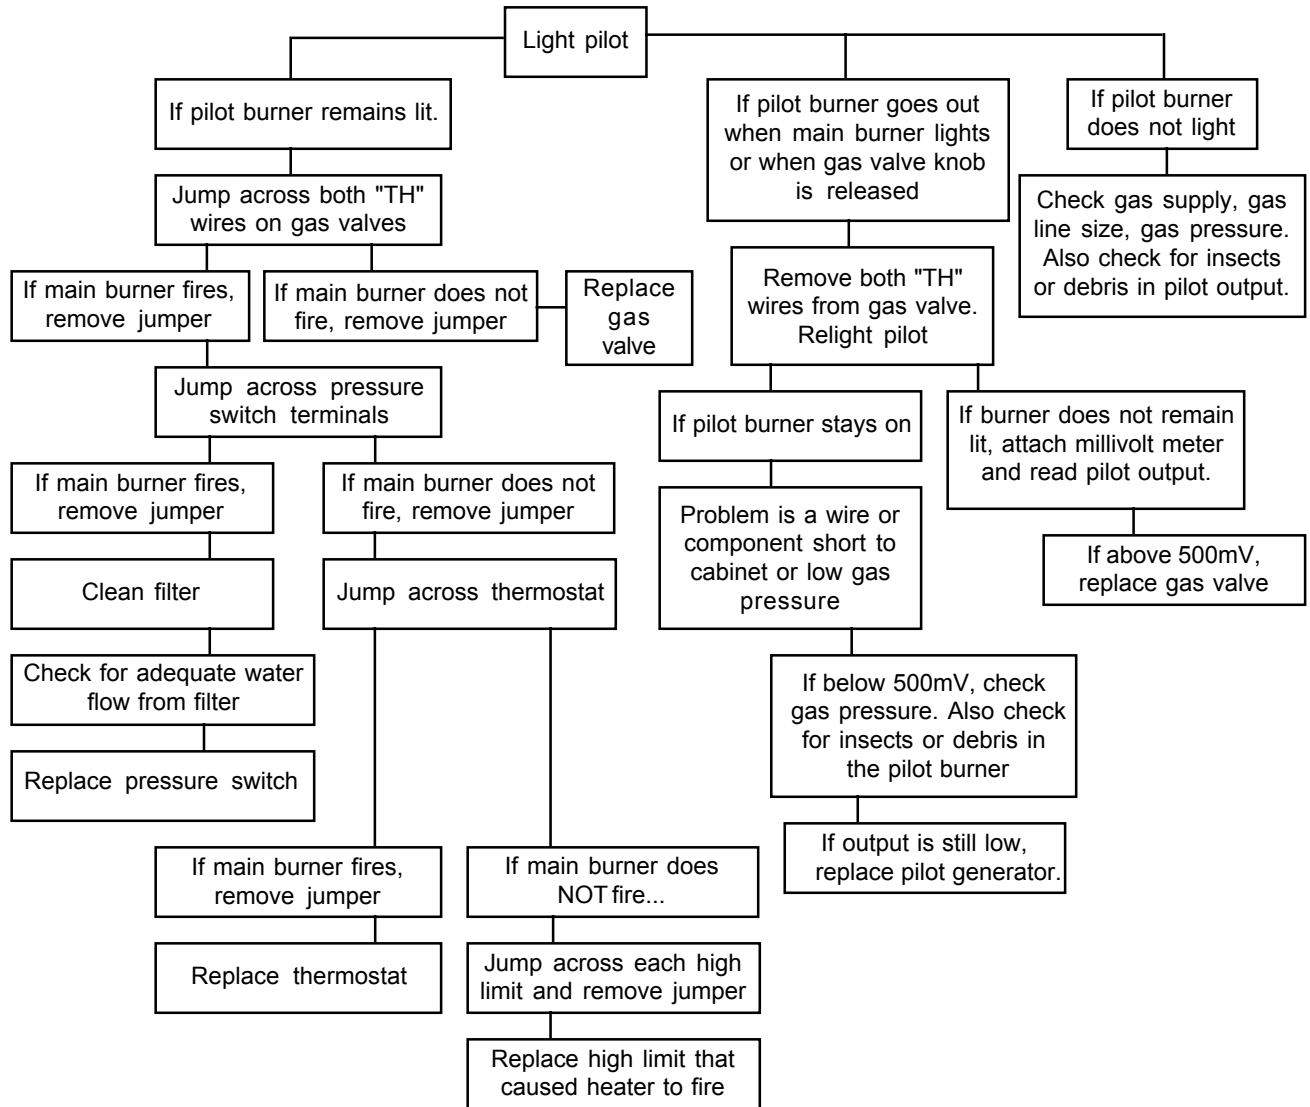 Light pilot
If pilot burner remains lit.
If pilot burner goes out
when main burner lights
or when gas valve knob
is released
If pilot burner
does not light
Jump across both "TH"
wires on gas valves
Check gas supply, gas
line size, gas pressure.
Also check for insects
or debris in pilot output.
If main burner fires,
remove jumper
If main burner does not
fire, remove jumper
Replace
gas
valve
Remove both "TH"
wires from gas valve.
Relight pilot
Jump across pressure
switch terminals
If pilot burner stays on
If burner does not remain
lit, attach millivolt meter
and read pilot output.
If main burner fires,
remove jumper
If main burner does not
fire, remove jumper
Problem is a wire or
component short to
cabinet or low gas
pressure
If above 500mV,
replace gas valve
Clean filter
Jump across thermostat
Check for adequate water
flow from filter
If below 500mV, check
gas pressure. Also check
for insects or debris in
the pilot burner
Replace pressure switch
If output is still low,
replace pilot generator.
If main burner fires,
remove jumper
If main burner does
NOT fire...
Replace thermostat
Jump across each high
limit and remove jumper
Replace high limit that
caused heater to fire